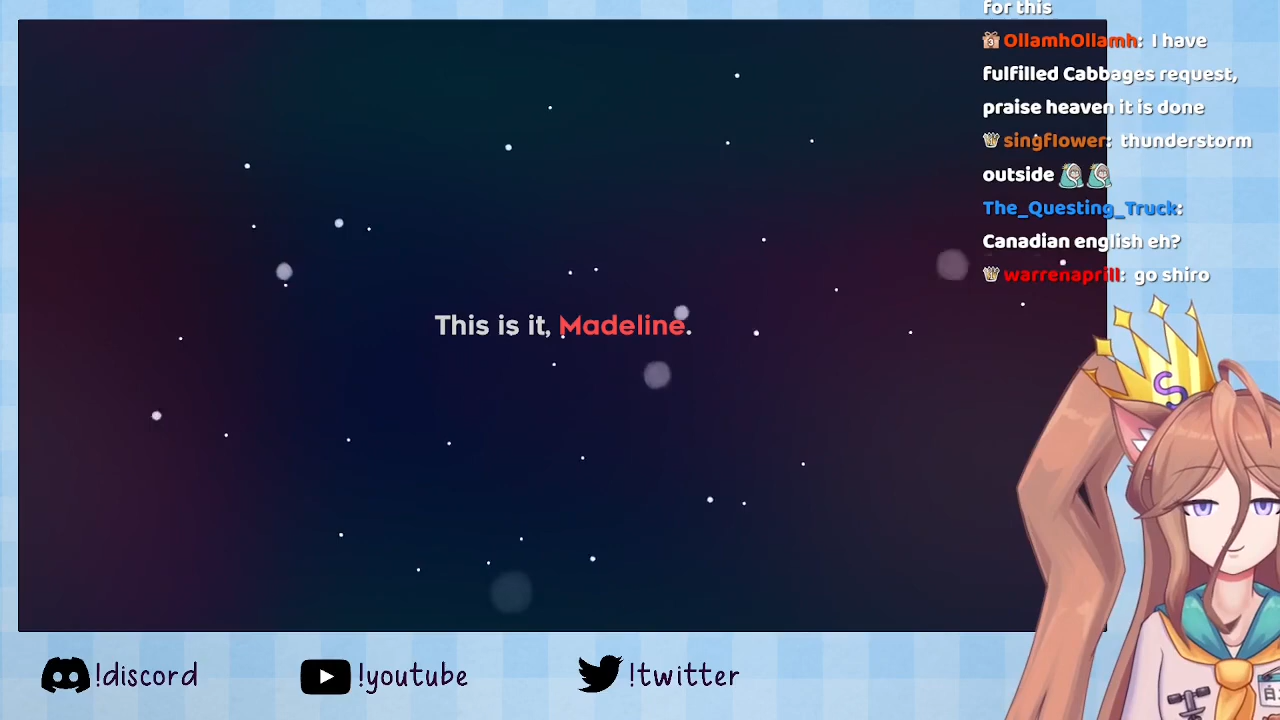 for this
OllamhOllamh: I have
fulfilled Cabbages request,
praise heaven it is done
singflower: thunderstorm
outside
The_Questing_Truck:
Canadian english eh?
warrenaprill: go shiro
This is it, Madeline.
S
!discord
!youtube
!twitter